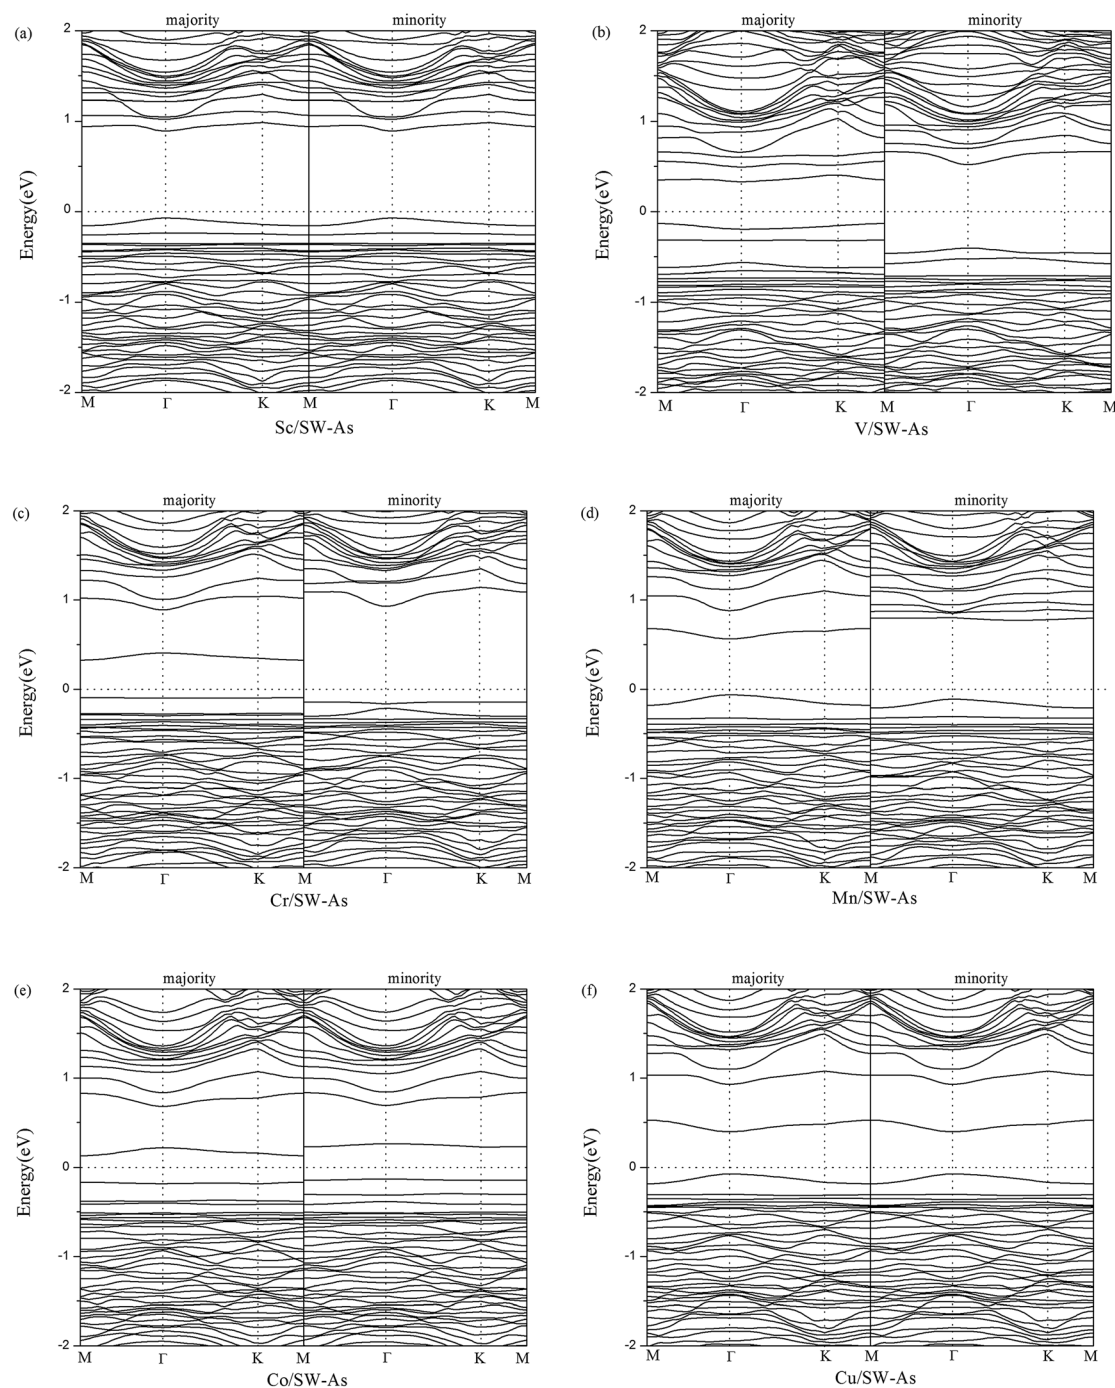 (a) majority minority
2
1
0
-1
-2
Energy(eV)
M Γ K M Γ K M
Sc/SW-As
(b) majority minority
2
1
0
-1
-2
Energy(eV)
M Γ K M Γ K M
V/SW-As
(c) majority minority
2
1
0
-1
-2
Energy(eV)
M Γ K M Γ K M
Cr/SW-As
(d) majority minority
2
1
0
-1
-2
Energy(eV)
M Γ K M Γ K M
Mn/SW-As
(e) majority minority
2
1
0
-1
-2
Energy(eV)
M Γ K M Γ K M
Co/SW-As
(f) majority minority
2
1
0
-1
-2
Energy(eV)
M Γ K M Γ K M
Cu/SW-As